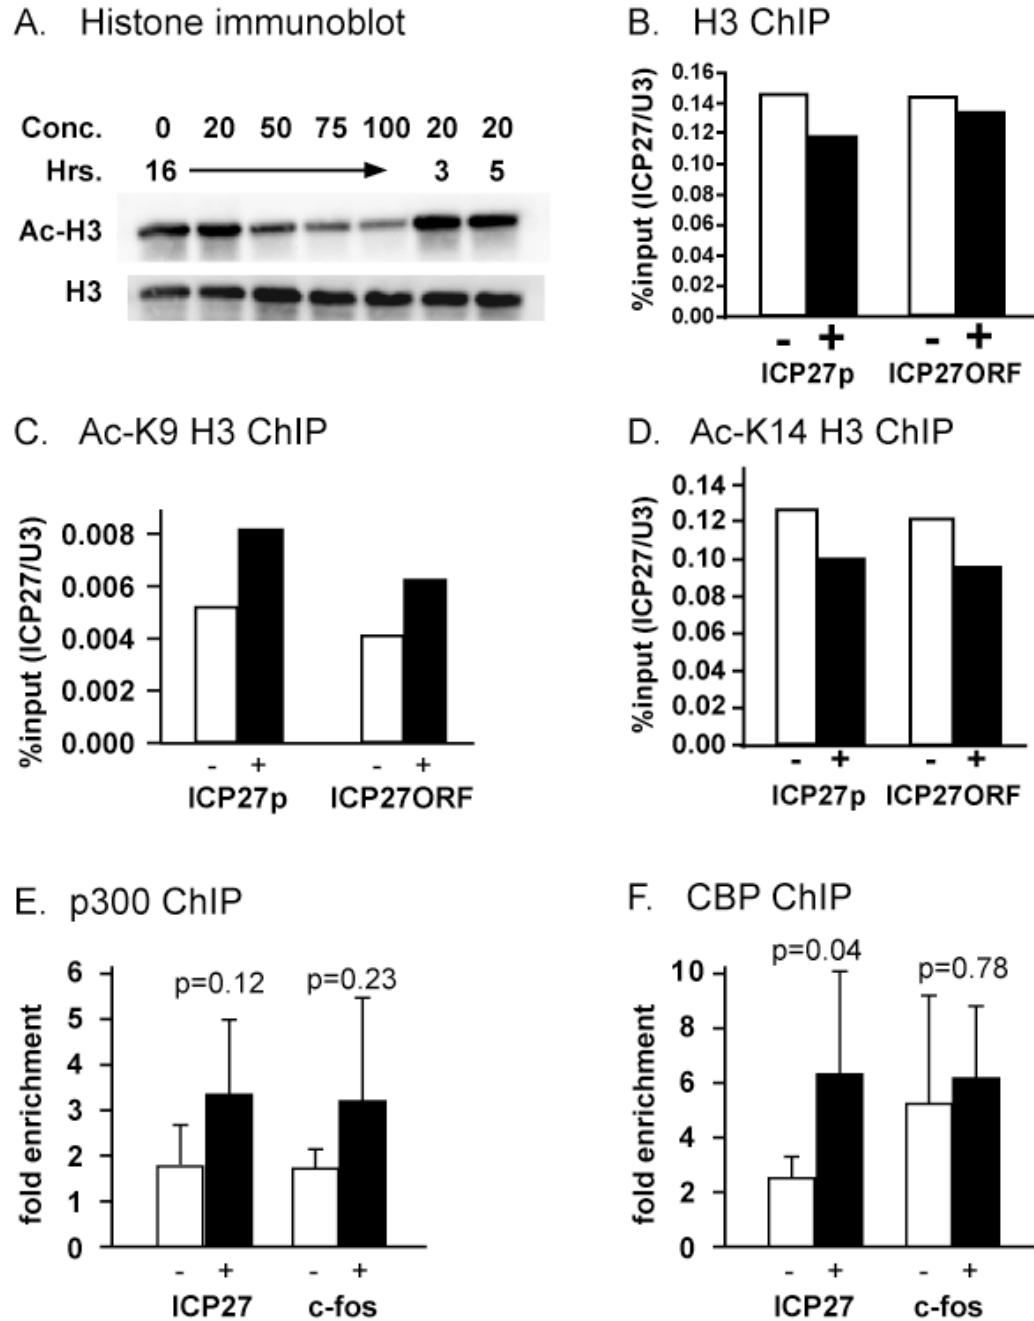 A. Histone immunoblot
Conc. 0 20 50 75 100 20 20
Hrs. 16 3 5
Ac-H3
H3
B. H3 ChIP
%input (ICP27/U3)
0.16
0.14
0.12
0.10
0.08
0.06
0.04
0.02
0.00
- + - +
ICP27p ICP27ORF
C. Ac-K9 H3 ChIP
%input (ICP27/U3)
0.008
0.006
0.004
0.002
0.000
- + - +
ICP27p ICP27ORF
D. Ac-K14 H3 ChIP
%input (ICP27/U3)
0.14
0.12
0.10
0.08
0.06
0.04
0.02
0.00
- + - +
ICP27p ICP27ORF
E. p300 ChIP
fold enrichment
6
5
4
3
2
1
0
p=0.12 p=0.23
- + - +
ICP27 c-fos
F. CBP ChIP
fold enrichment
10
8
6
4
2
0
p=0.04
p=0.78
- + - +
ICP27 c-fos